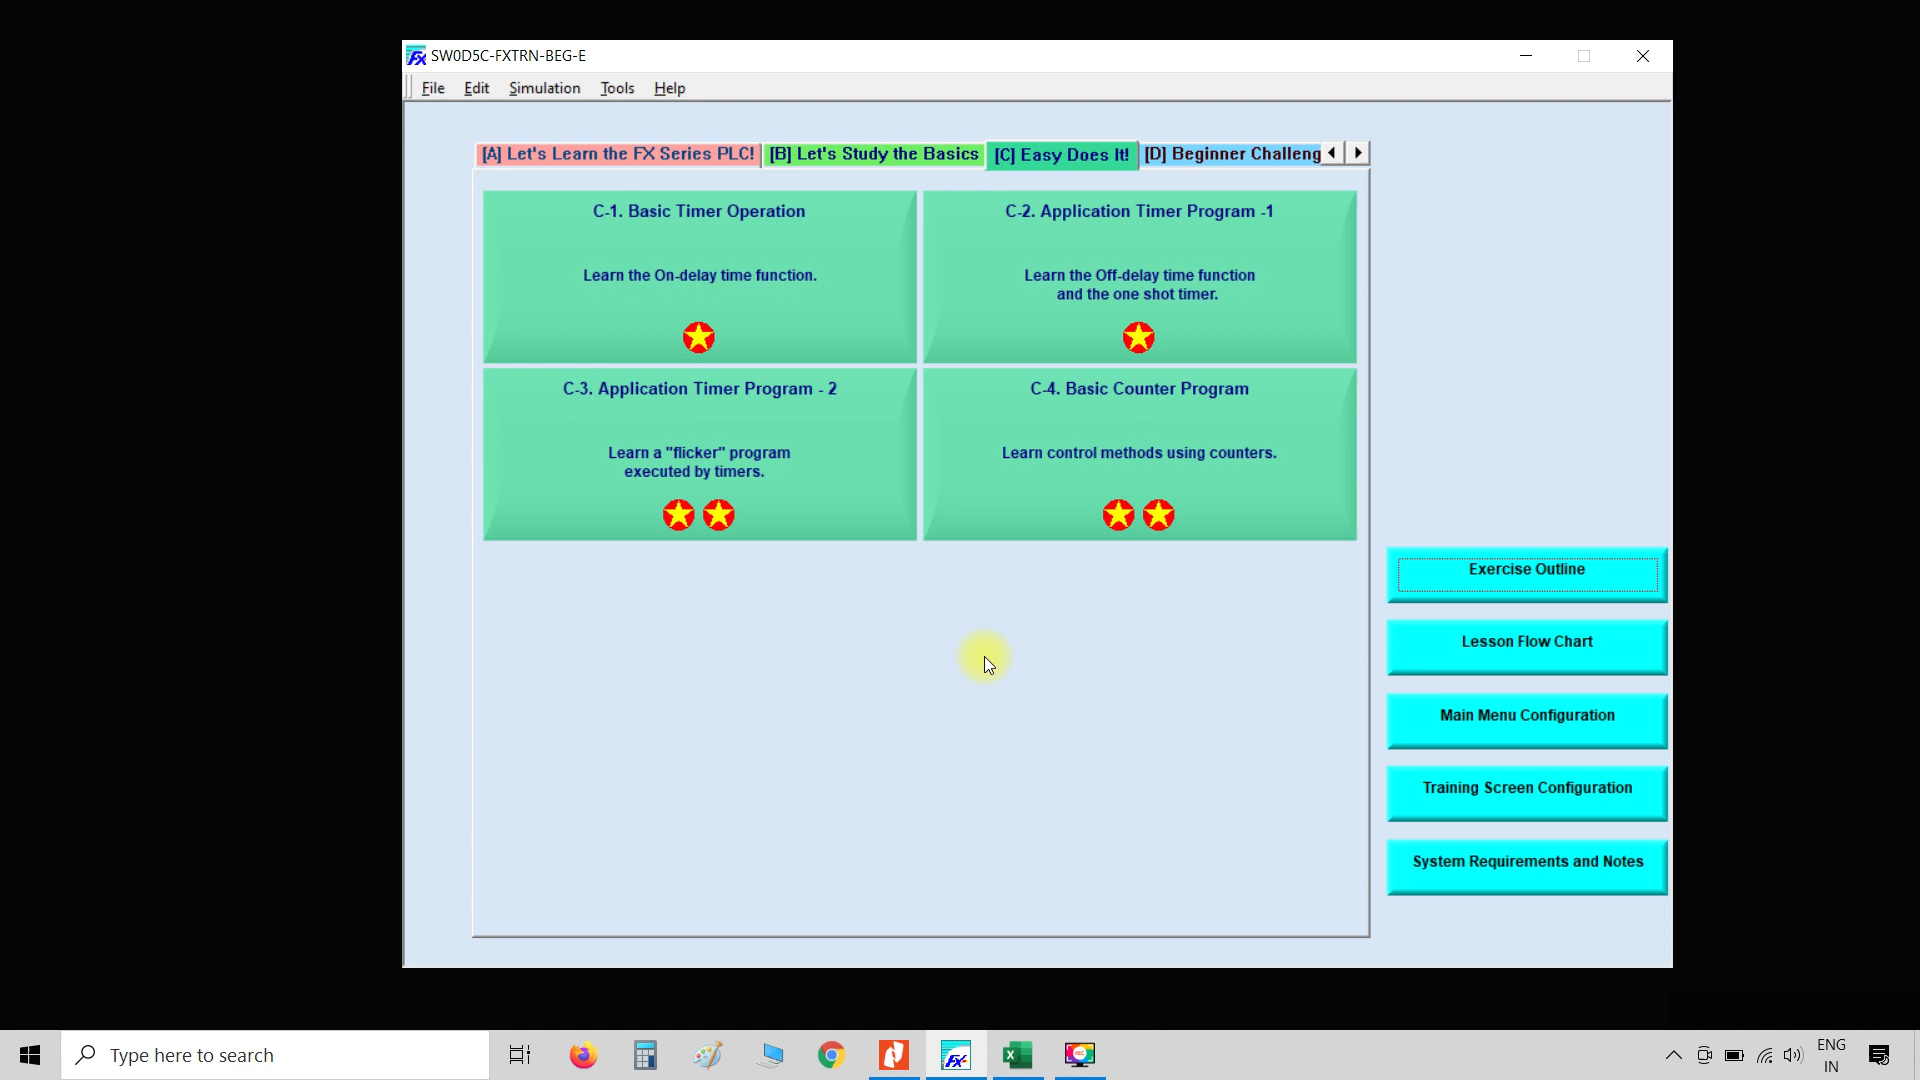 SW0D5C-FXTRN-BEG-E
File Edit Simulation Tools Help
[A] Let's Learn the FX Series PLC! [B] Let's Study the Basics [C] Easy Does It! [D] Beginner Challeng
C-1. Basic Timer Operation
Learn the On-delay time function.
C-2. Application Timer Program -1
Learn the Off-delay time function
and the one shot timer.
C-3. Application Timer Program - 2
Learn a "flicker" program
executed by timers.
C-4. Basic Counter Program
Learn control methods using counters.
Exercise Outline
Lesson Flow Chart
Main Menu Configuration
Training Screen Configuration
System Requirements and Notes
Type here to search
ENG
IN